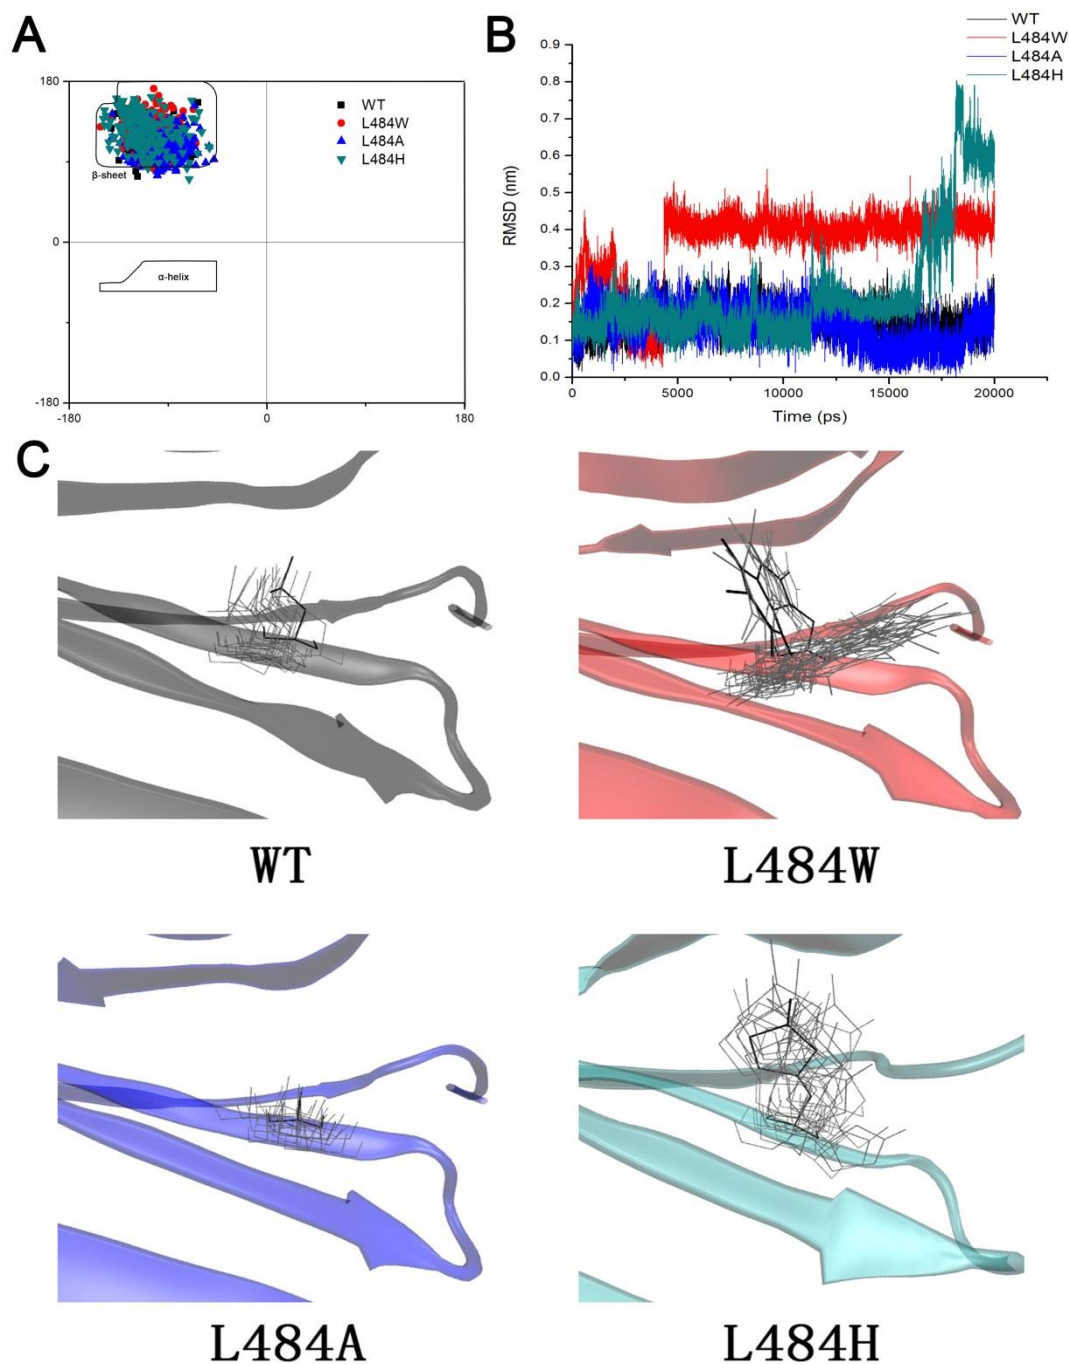 A
180
0
-180
-180
0
180
β-sheet
α-helix
WT
L484W
L484A
L484H
B
WT
L484W
L484A
L484H
RMSD (nm)
0.9
0.8
0.7
0.6
0.5
0.4
0.3
0.2
0.1
0.0
0
5000
10000
15000
20000
Time (ps)
C
WT
L484W
L484A
L484H